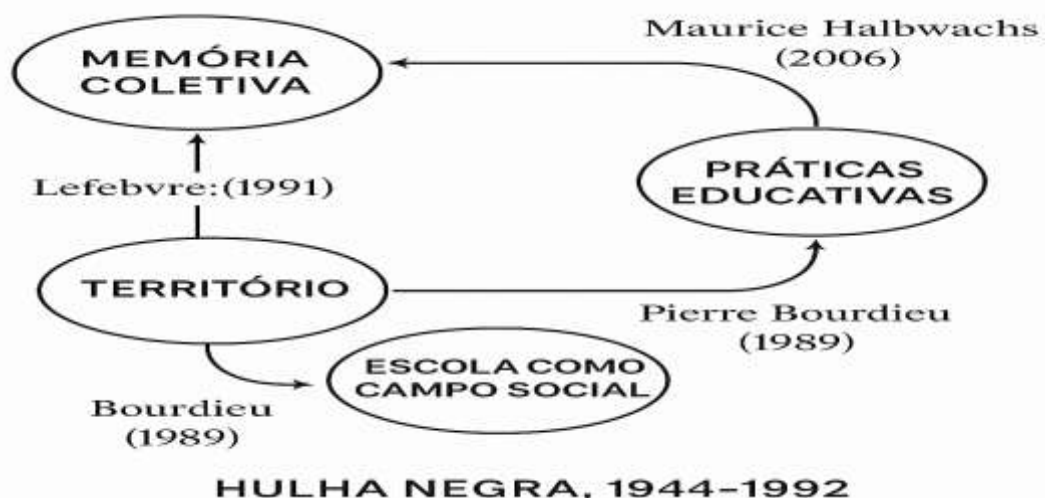 Maurice Halbwachs
(2006)
MEMÓRIA
COLETIVA
PRÁTICAS
EDUCATIVAS
Lefebvre:(1991)
TERRITÓRIO
Pierre Bourdieu
(1989)
ESCOLA COMO
CAMPO SOCIAL
Bourdieu
(1989)
HULHA NEGRA, 1944-1992